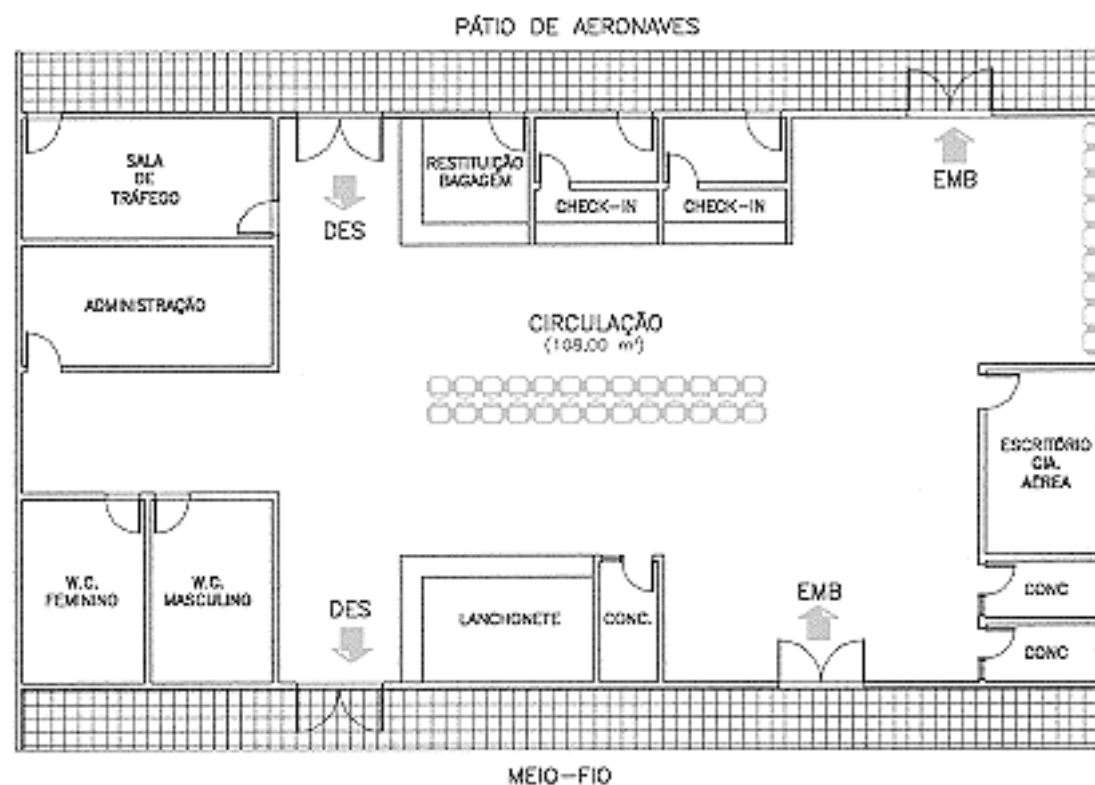 PÁTIO DE AERONAVES
SALA
DE
TRÁFEGO
DES
RESTITUIÇÃO
BAGAGEM
CHECK-IN
CHECK-IN
EMB
ADMINISTRAÇÃO
CIRCULAÇÃO
(108,00 m²)
ESCRITÓRIO
CIA.
AÉREA
W.C.
FEMININO
W.C.
MASCULINO
DES
LANCHONETE
CONC.
EMB
CONC
CONC
MEIO-FIO